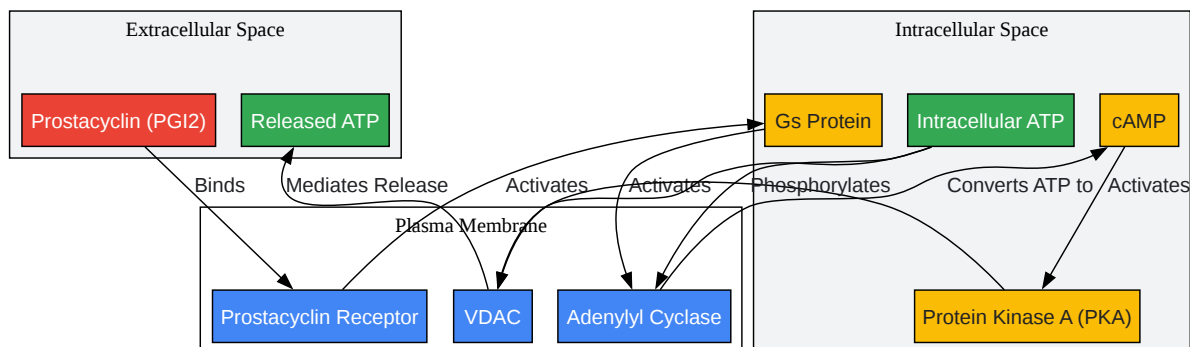 Extracellular Space
Intracellular Space
Prostacyclin (PGI2)
Released ATP
Gs Protein
Intracellular ATP
cAMP
Binds
Mediates Release
Activates
Activates
Phosphorylates
Converts ATP to
Activates
Plasma Membrane
Prostacyclin Receptor
VDAC
Adenylyl Cyclase
Protein Kinase A (PKA)